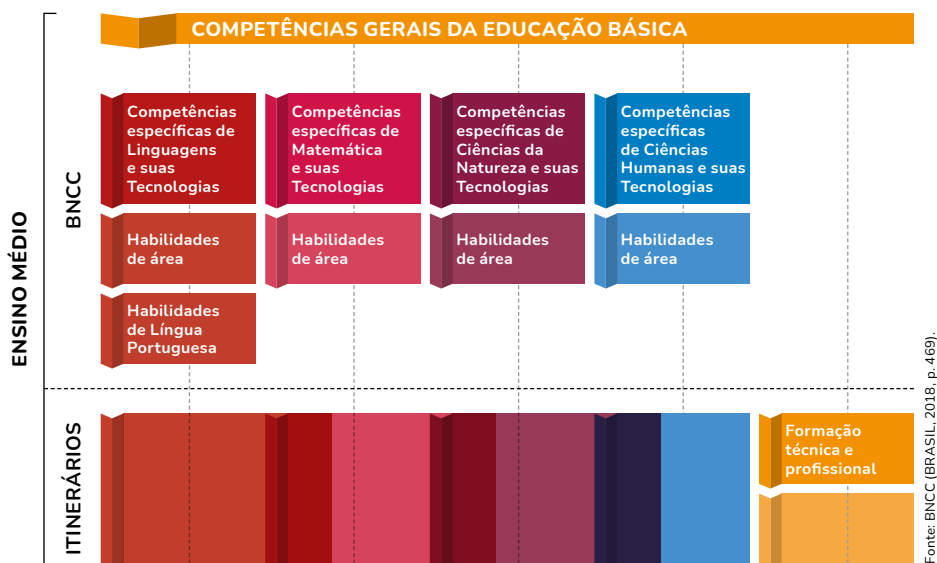 COMPETÊNCIAS GERAIS DA EDUCAÇÃO BÁSICA
ENSINO MÉDIO
BNCC
Competências
específicas de
Linguagens
e suas
Tecnologias
Competências
específicas de
Matemática
e suas
Tecnologias
Competências
específicas de
Ciências da
Natureza e suas
Tecnologias
Competências
específicas
de Ciências
Humanas e suas
Tecnologias
Habilidades
de área
Habilidades
de área
Habilidades
de área
Habilidades
de área
Habilidades
de Língua
Portuguesa
ITINERÁRIOS
Formação
técnica e
profissional
Fonte: BNCC (BRASIL, 2018, p. 469).